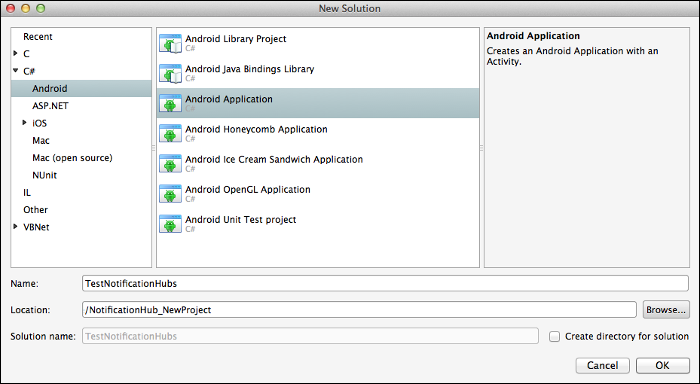 New Solution
Recent
C
C#
Android
ASP.NET
iOS
Mac
Mac (open source)
NUnit
IL
Other
VBNet
Android Library Project
C#
Android Java Bindings Library
C#
Android Application
C#
Android Honeycomb Application
C#
Android Ice Cream Sandwich Application
C#
Android OpenGL Application
C#
Android Unit Test project
C#
Android Application
Creates an Android Application with an
Activity.
Name: TestNotificationHubs
Location: /NotificationHub_NewProject Browse...
Solution name: TestNotificationHubs Create directory for solution
Cancel OK